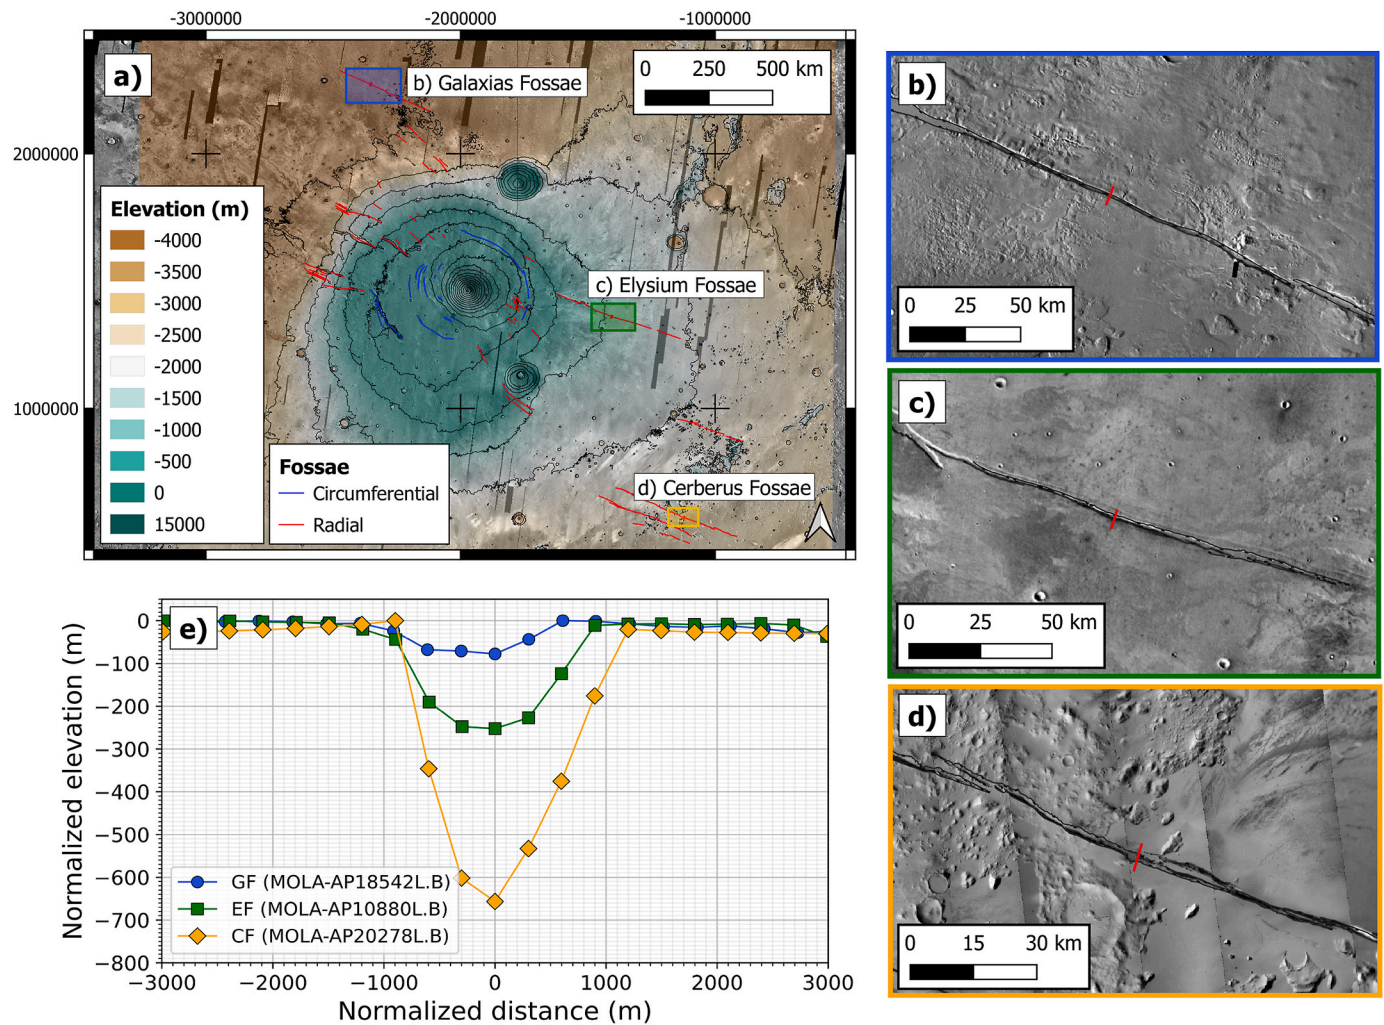 -3000000 -2000000 -1000000
a)
b) Galaxias Fossae
0 250 500 km
2000000
1000000
Elevation (m)
-4000
-3500
-3000
-2500
-2000
-1500
-1000
-500
0
15000
c) Elysium Fossae
Fossae
Circumferential
Radial
d) Cerberus Fossae
b)
0 25 50 km
c)
0 25 50 km
d)
0 15 30 km
e)
Normalized elevation (m)
0
−100
−200
−300
−400
−500
−600
−700
−800
GF (MOLA-AP18542L.B)
EF (MOLA-AP10880L.B)
CF (MOLA-AP20278L.B)
−3000 −2000 −1000 0 1000 2000 3000
Normalized distance (m)